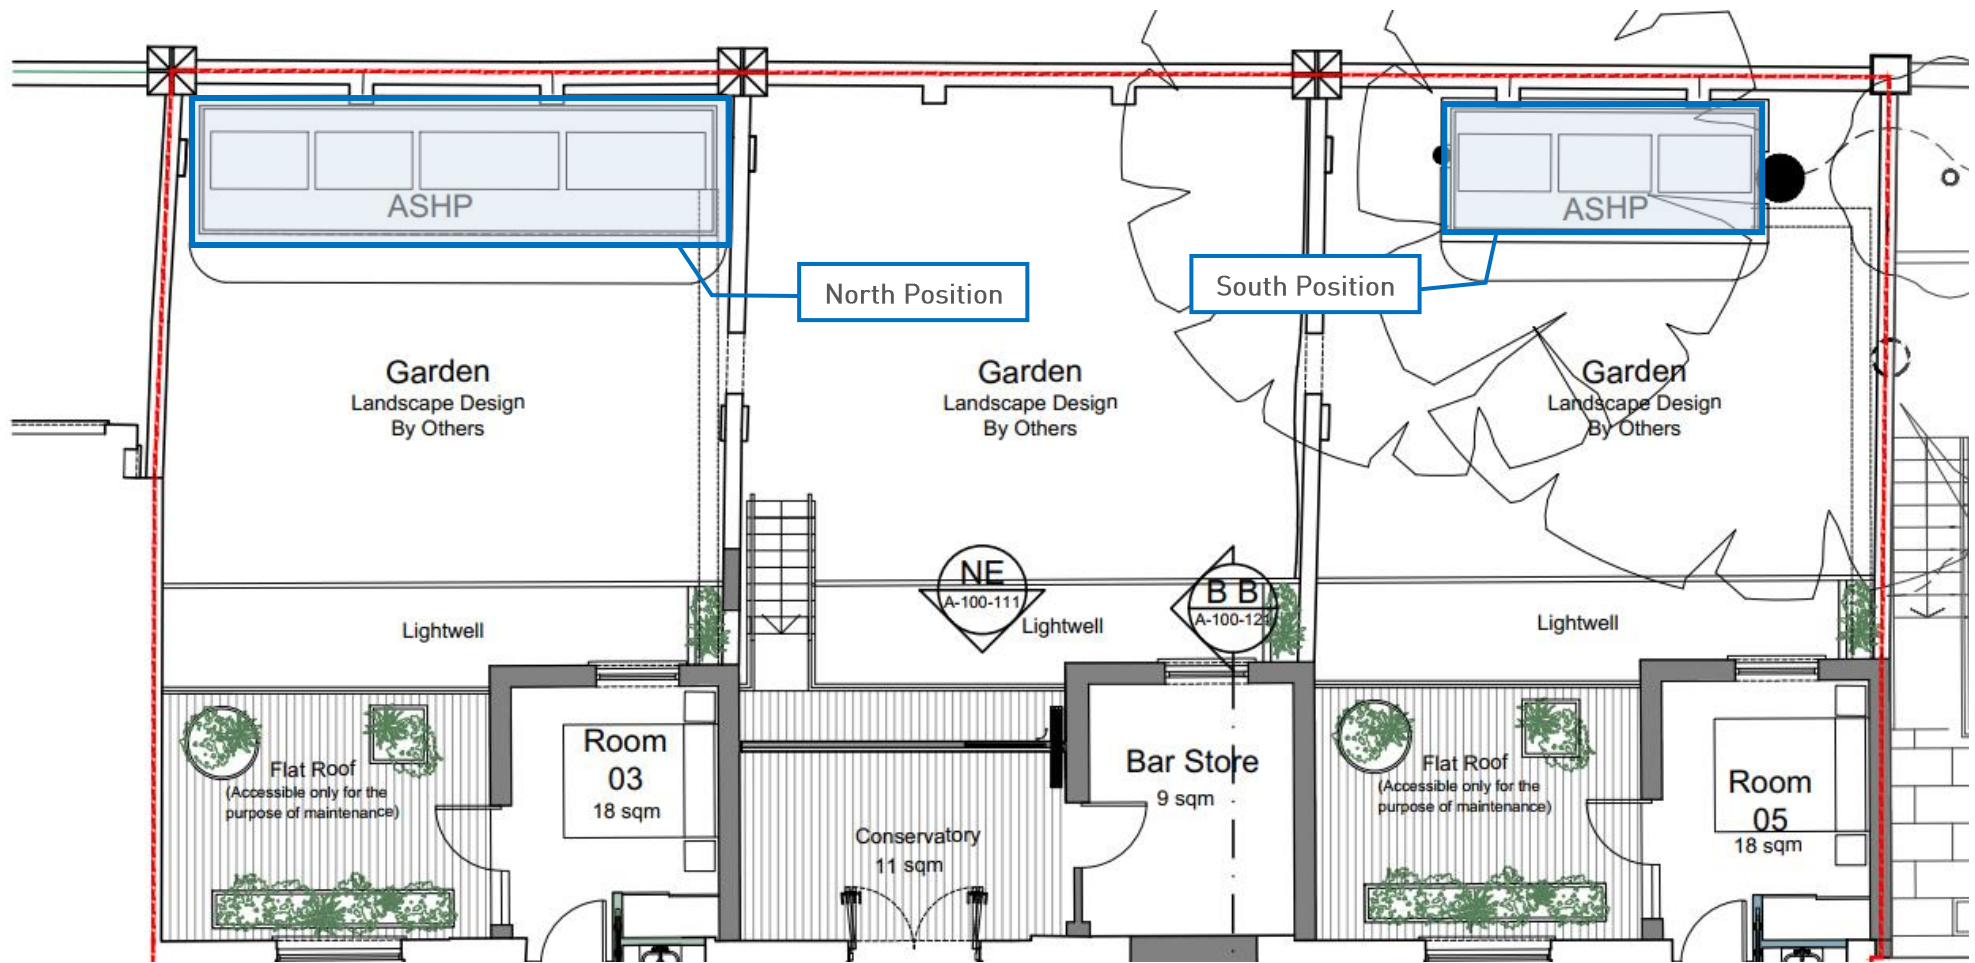 ASHP
ASHP
North Position
South Position
Garden
Landscape Design
By Others
Garden
Landscape Design
By Others
Garden
Landscape Design
By Others
NE
A-100-111
B B
A-100-121
Lightwell
Lightwell
Lightwell
Room
03
18 sqm
Flat Roof
(Accessible only for the
purpose of maintenance)
Conservatory
11 sqm
Bar Store
9 sqm
Flat Roof
(Accessible only for the
purpose of maintenance)
Room
05
18 sqm